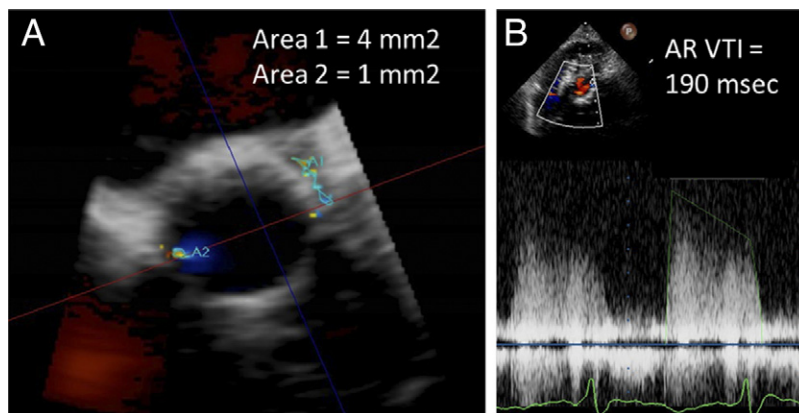 A
Area 1 = 4 mm2
Area 2 = 1 mm2
A1
A2
B
P
AR VTI =
190 msec